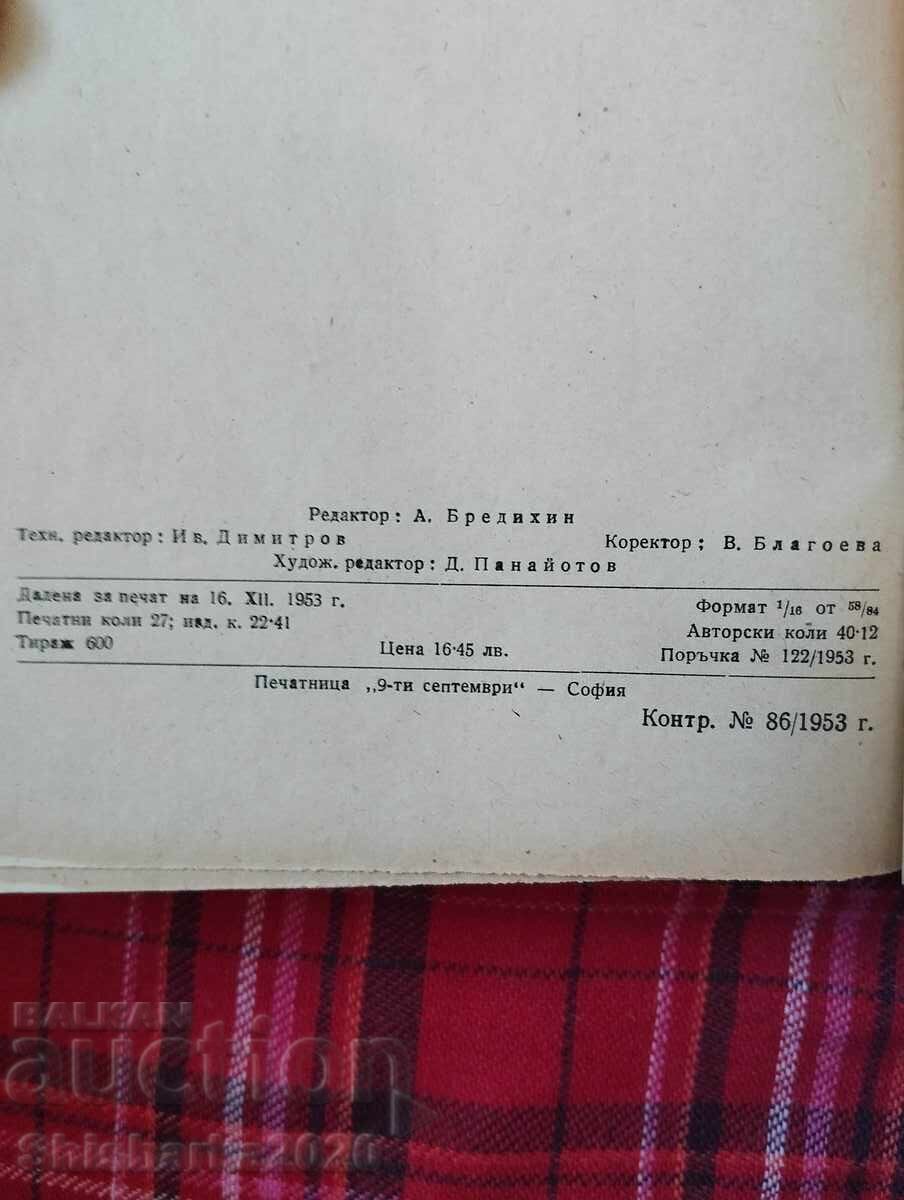 Редактор: А. Бредихин
Техн. редактор: Ив. Димитров Коректор; В. Благоева
Худож. редактор: Д. Панайотов
Дадена за печат на 16. XII. 1953 г. Формат 1/16 от 58/84
Печатни коли 27; изд. к. 22·41 Авторски коли 40·12
Тираж 600 Цена 16·45 лв. Поръчка № 122/1953 г.
Печатница „9-ти септември“ — София
Контр. № 86/1953 г.
BALKAN
auction
Shisharka2020